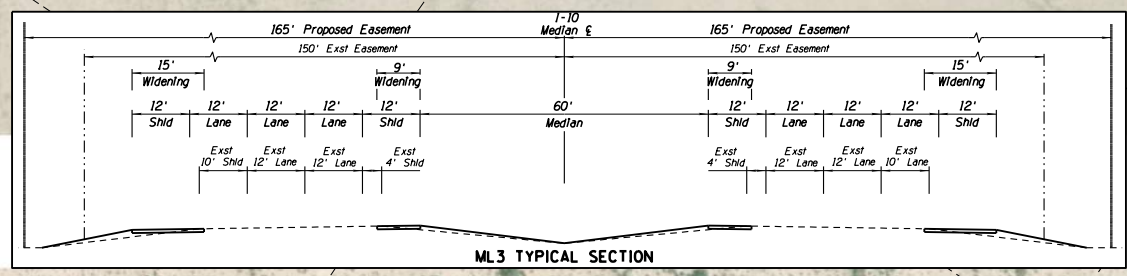 I-10
165' Proposed Easement Median ℄ 165' Proposed Easement
150' Exst Easement 150' Exst Easement
15' 9' 9' 15'
Widening Widening Widening Widening
12' 12' 12' 12' 12' 60' 12' 12' 12' 12' 12'
Shld Lane Lane Lane Shld Median Shld Lane Lane Lane Shld
Exst Exst Exst Exst Exst Exst Exst Exst
10' Shld 12' Lane 12' Lane 4' Shld 4' Shld 12' Lane 12' Lane 10' Lane
ML3 TYPICAL SECTION